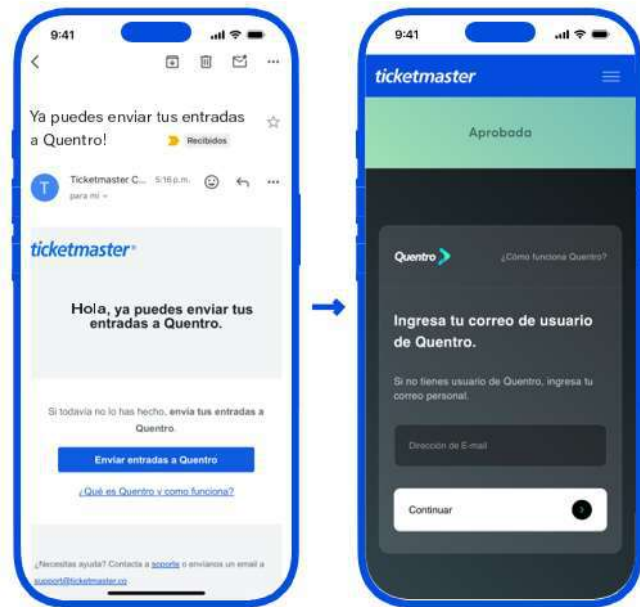 9:41
Ya puedes enviar tus entradas
a Quentro!
Recibidos
T
Ticketmaster C... 5:16 p.m.
para mí
ticketmaster®
Hola, ya puedes enviar tus
entradas a Quentro.
Si todavía no lo has hecho, envía tus entradas a
Quentro.
Enviar entradas a Quentro
¿Qué es Quentro y como funciona?
¿Necesitas ayuda? Contacta a soporte o envíanos un email a
support@ticketmaster.co
9:41
ticketmaster
Aprobada
Quentro
¿Cómo funciona Quentro?
Ingresa tu correo de usuario
de Quentro.
Si no tienes usuario de Quentro, ingresa tu
correo personal.
Dirección de E-mail
Continuar